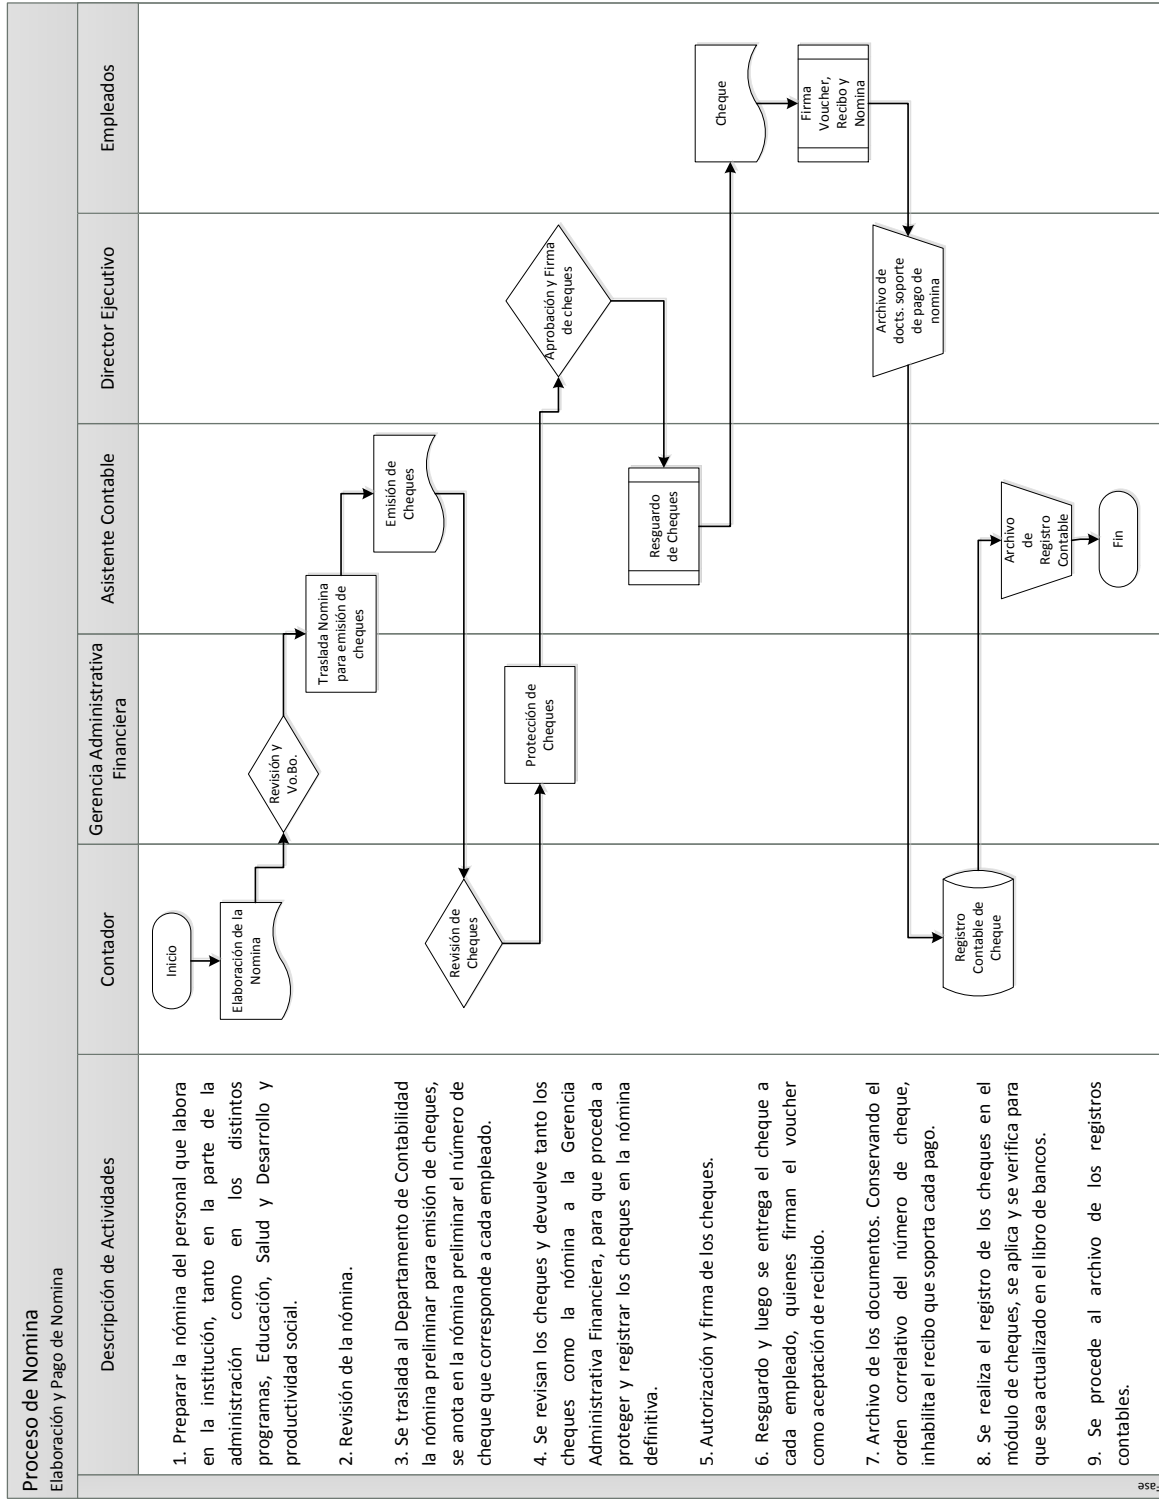 Proceso de Nomina
Elaboración y Pago de Nomina
Descripción de Actividades
Contador
Gerencia Administrativa
Financiera
Asistente Contable
Director Ejecutivo
Empleados
1. Preparar la nómina del personal que labora
en la institución, tanto en la parte de la
administración como en los distintos
programas, Educación, Salud y Desarrollo y
productividad social.
2. Revisión de la nómina.
3. Se traslada al Departamento de Contabilidad
la nómina preliminar para emisión de cheques,
se anota en la nómina preliminar el número de
cheque que corresponde a cada empleado.
4. Se revisan los cheques y devuelve tanto los
cheques como la nómina a la Gerencia
Administrativa Financiera, para que proceda a
proteger y registrar los cheques en la nómina
definitiva.
5. Autorización y firma de los cheques.
6. Resguardo y luego se entrega el cheque a
cada empleado, quienes firman el voucher
como aceptación de recibido.
7. Archivo de los documentos. Conservando el
orden correlativo del número de cheque,
inhabilita el recibo que soporta cada pago.
8. Se realiza el registro de los cheques en el
módulo de cheques, se aplica y se verifica para
que sea actualizado en el libro de bancos.
9. Se procede al archivo de los registros
contables.
Inicio
Elaboración de la
Nomina
Revisión y
Vo.Bo.
Traslada Nomina
para emisión de
cheques
Emisión de
Cheques
Revisión de
Cheques
Protección de
Cheques
Aprobación y Firma
de cheques
Resguardo
de Cheques
Cheque
Firma
Voucher,
Recibo y
Nomina
Archivo de
docts. soporte
de pago de
nomina
Registro
Contable de
Cheque
Archivo
de
Registro
Contable
Fin
Fase